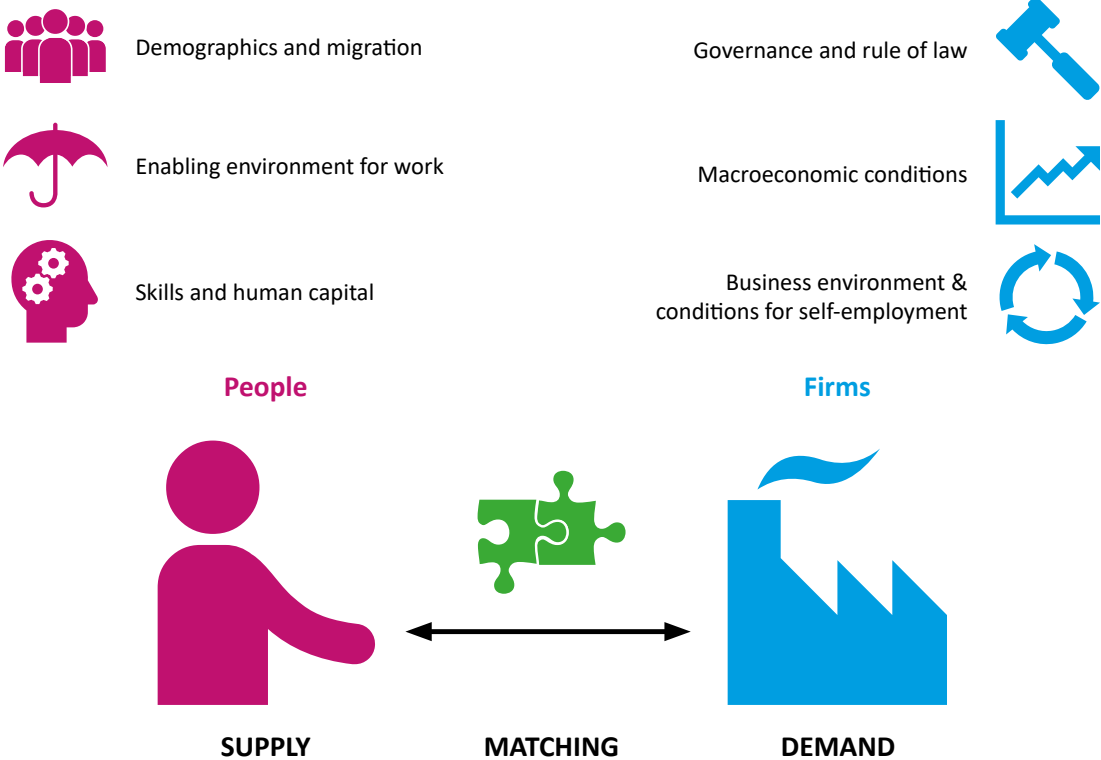 Demographics and migration
Governance and rule of law
Enabling environment for work
Macroeconomic conditions
Skills and human capital
Business environment &
conditions for self-employment
People
Firms
SUPPLY
MATCHING
DEMAND